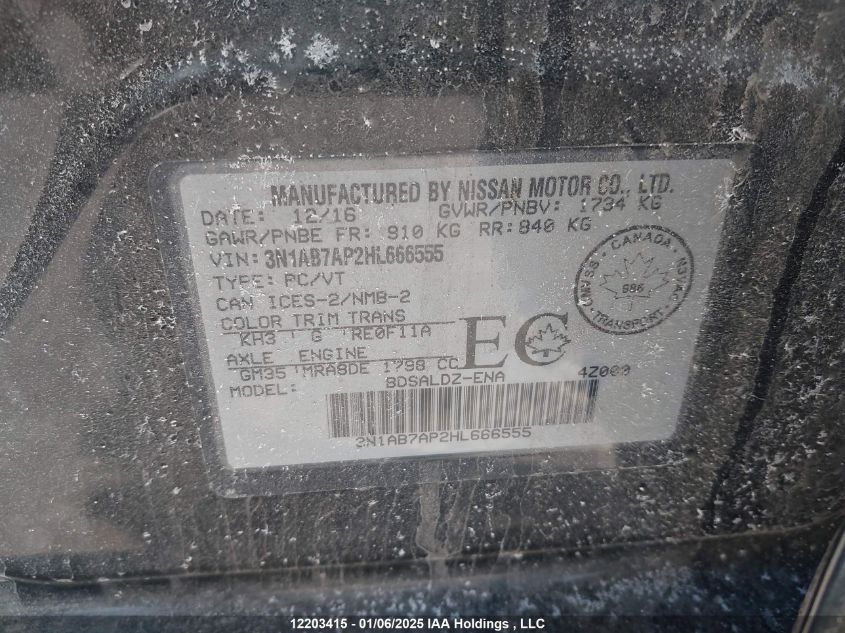 MANUFACTURED BY NISSAN MOTOR CO., LTD.
DATE: 12/16 GVWR/PNBV: 1734 KG
GAWR/PNBE FR: 910 KG RR: 840 KG
VIN: 3N1AB7AP2HL666555
TYPE: PC/VT
CAN ICES-2/NMB-2
COLOR TRIM TRANS
KH3 G RE0F11A
AXLE ENGINE
GM35 MRA8DE 1798 CC
MODEL: BDSALDZ-ENA 4Z000
EC
CANADA
986
TRANSPORT
3N1AB7AP2HL666555
12203415 - 01/06/2025 IAA Holdings , LLC